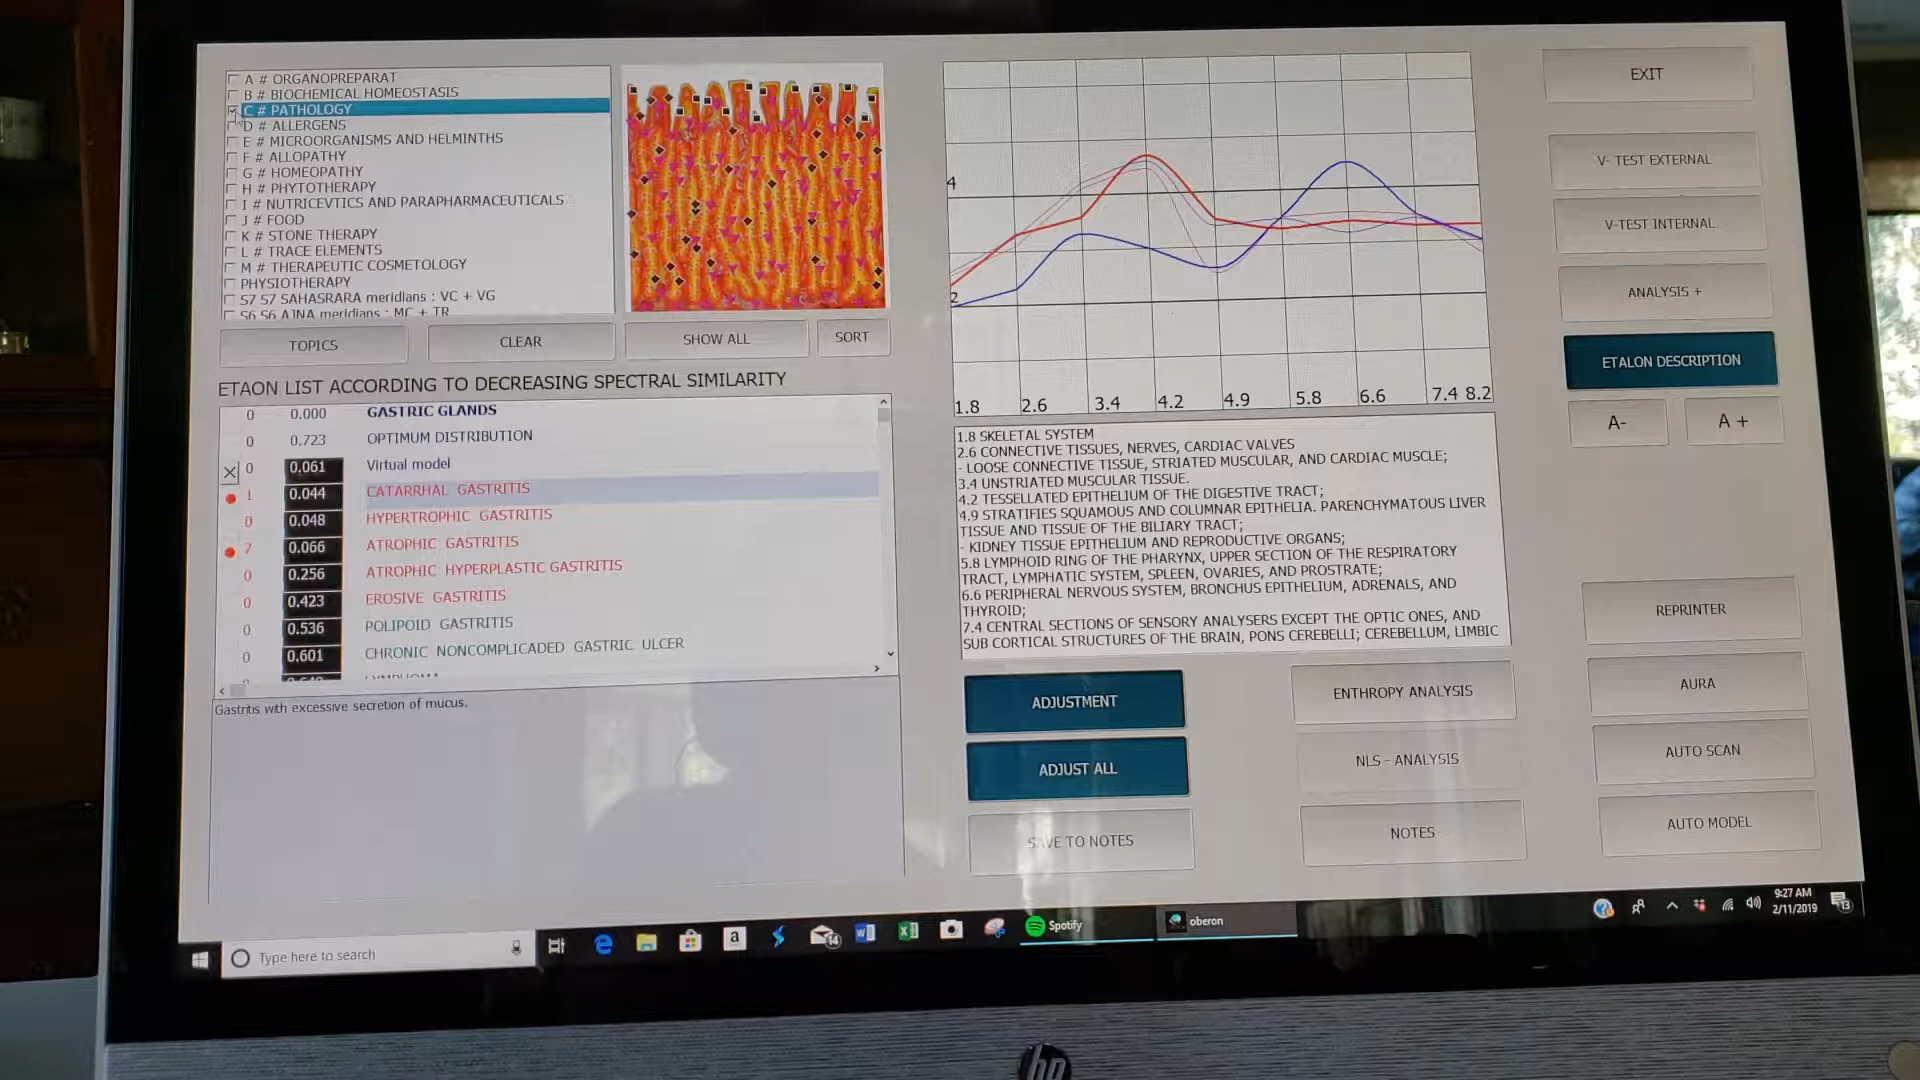 A # ORGANOPREPARAT
B # BIOCHEMICAL HOMEOSTASIS
C # PATHOLOGY
D # ALLERGENS
E # MICROORGANISMS AND HELMINTHS
F # ALLOPATHY
G # HOMEOPATHY
H # PHYTOTHERAPY
I # NUTRICEVTICS AND PARAPHARMACEUTICALS
J # FOOD
K # STONE THERAPY
L # TRACE ELEMENTS
M # THERAPEUTIC COSMETOLOGY
PHYSIOTHERAPY
S7 S7 SAHASRARA meridians : VC + VG
S6 S6 AJNA meridians : MC + TR
TOPICS
CLEAR
SHOW ALL
SORT
ETAON LIST ACCORDING TO DECREASING SPECTRAL SIMILARITY
0 0.000 GASTRIC GLANDS
0 0.723 OPTIMUM DISTRIBUTION
0 0.061 Virtual model
1 0.044 CATARRHAL GASTRITIS
0 0.048 HYPERTROPHIC GASTRITIS
7 0.066 ATROPHIC GASTRITIS
0 0.256 ATROPHIC HYPERPLASTIC GASTRITIS
0 0.423 EROSIVE GASTRITIS
0 0.536 POLIPOID GASTRITIS
0 0.601 CHRONIC NONCOMPLICADED GASTRIC ULCER
Gastritis with excessive secretion of mucus.
4
2
1.8 2.6 3.4 4.2 4.9 5.8 6.6 7.4 8.2
1.8 SKELETAL SYSTEM
2.6 CONNECTIVE TISSUES, NERVES, CARDIAC VALVES
- LOOSE CONNECTIVE TISSUE, STRIATED MUSCULAR, AND CARDIAC MUSCLE;
3.4 UNSTRIATED MUSCULAR TISSUE.
4.2 TESSELLATED EPITHELIUM OF THE DIGESTIVE TRACT;
4.9 STRATIFIES SQUAMOUS AND COLUMNAR EPITHELIA. PARENCHYMATOUS LIVER
TISSUE AND TISSUE OF THE BILIARY TRACT;
- KIDNEY TISSUE EPITHELIUM AND REPRODUCTIVE ORGANS;
5.8 LYMPHOID RING OF THE PHARYNX, UPPER SECTION OF THE RESPIRATORY
TRACT, LYMPHATIC SYSTEM, SPLEEN, OVARIES, AND PROSTRATE;
6.6 PERIPHERAL NERVOUS SYSTEM, BRONCHUS EPITHELIUM, ADRENALS, AND
THYROID;
7.4 CENTRAL SECTIONS OF SENSORY ANALYSERS EXCEPT THE OPTIC ONES, AND
SUB CORTICAL STRUCTURES OF THE BRAIN, PONS CEREBELLI; CEREBELLUM, LIMBIC
ADJUSTMENT
ADJUST ALL
SAVE TO NOTES
ENTHROPY ANALYSIS
NLS - ANALYSIS
NOTES
EXIT
V- TEST EXTERNAL
V-TEST INTERNAL
ANALYSIS +
ETALON DESCRIPTION
A-
A +
REPRINTER
AURA
AUTO SCAN
AUTO MODEL
Type here to search
a
14
Spotify
oberon
9:27 AM
2/11/2019
13
hp